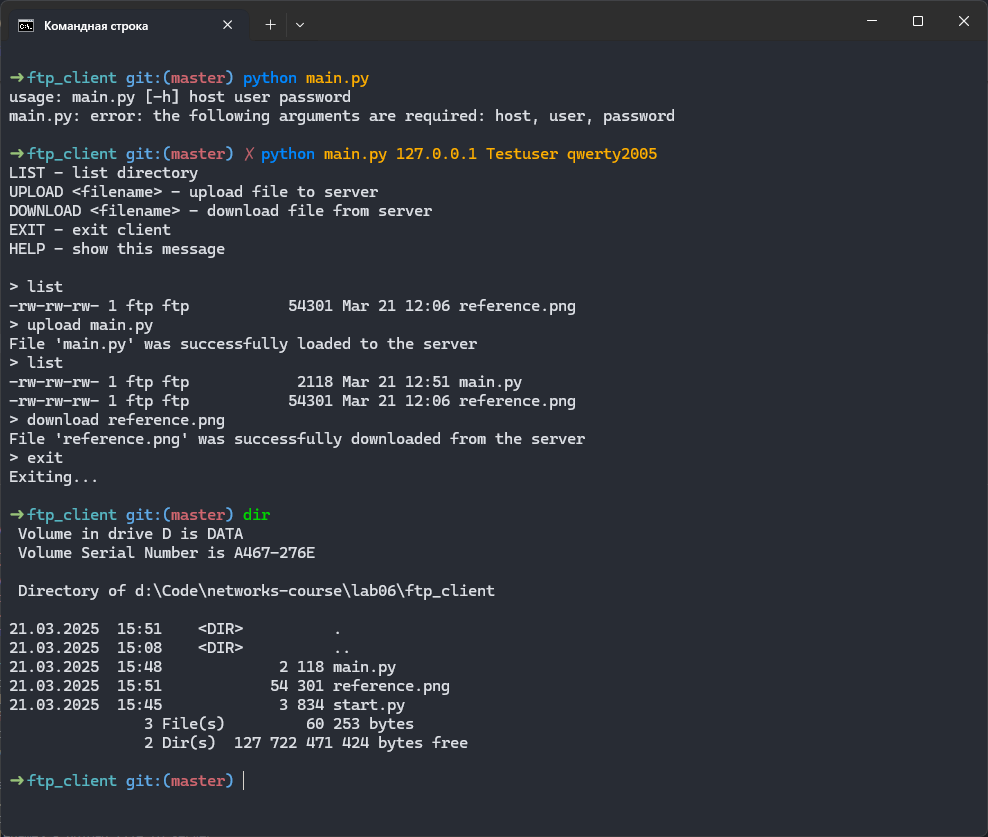 Командная строка
➜ftp_client git:(master) python main.py
usage: main.py [-h] host user password
main.py: error: the following arguments are required: host, user, password
➜ftp_client git:(master) ✗ python main.py 127.0.0.1 Testuser qwerty2005
LIST - list directory
UPLOAD <filename> - upload file to server
DOWNLOAD <filename> - download file from server
EXIT - exit client
HELP - show this message
> list
-rw-rw-rw- 1 ftp ftp           54301 Mar 21 12:06 reference.png
> upload main.py
File 'main.py' was successfully loaded to the server
> list
-rw-rw-rw- 1 ftp ftp            2118 Mar 21 12:51 main.py
-rw-rw-rw- 1 ftp ftp           54301 Mar 21 12:06 reference.png
> download reference.png
File 'reference.png' was successfully downloaded from the server
> exit
Exiting...
➜ftp_client git:(master) dir
 Volume in drive D is DATA
 Volume Serial Number is A467-276E
 Directory of d:\Code\networks-course\lab06\ftp_client
21.03.2025  15:51    <DIR>          .
21.03.2025  15:08    <DIR>          ..
21.03.2025  15:48             2 118 main.py
21.03.2025  15:51            54 301 reference.png
21.03.2025  15:45             3 834 start.py
               3 File(s)         60 253 bytes
               2 Dir(s)  127 722 471 424 bytes free
➜ftp_client git:(master)